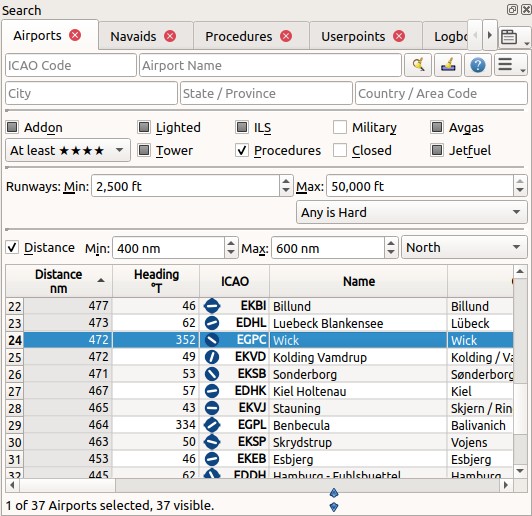 Search
Airports Navaids Procedures Userpoints Logbo
ICAO Code Airport Name
City State / Province Country / Area Code
Addon Lighted ILS Military Avgas
At least ★★★★ Tower Procedures Closed Jetfuel
Runways: Min: 2,500 ft Max: 50,000 ft
Any is Hard
Distance Min: 400 nm Max: 600 nm North
Distance nm Heading °T ICAO Name
22 477 46 EKBI Billund Billund
23 473 62 EDHL Luebeck Blankensee Lübeck
24 472 352 EGPC Wick Wick
25 472 49 EKVD Kolding Vamdrup Kolding / Va
26 471 53 EKSB Sonderborg Sønderborg
27 467 57 EDHK Kiel Holtenau Kiel
28 465 43 EKVJ Stauning Skjern / Rin
29 464 334 EGPL Benbecula Balivanich
30 463 50 EKSP Skrydstrup Vojens
31 453 46 EKEB Esbjerg Esbjerg
32 445 62 EDDH Hamburg - Fuhlsbuettel Hamburg
1 of 37 Airports selected, 37 visible.